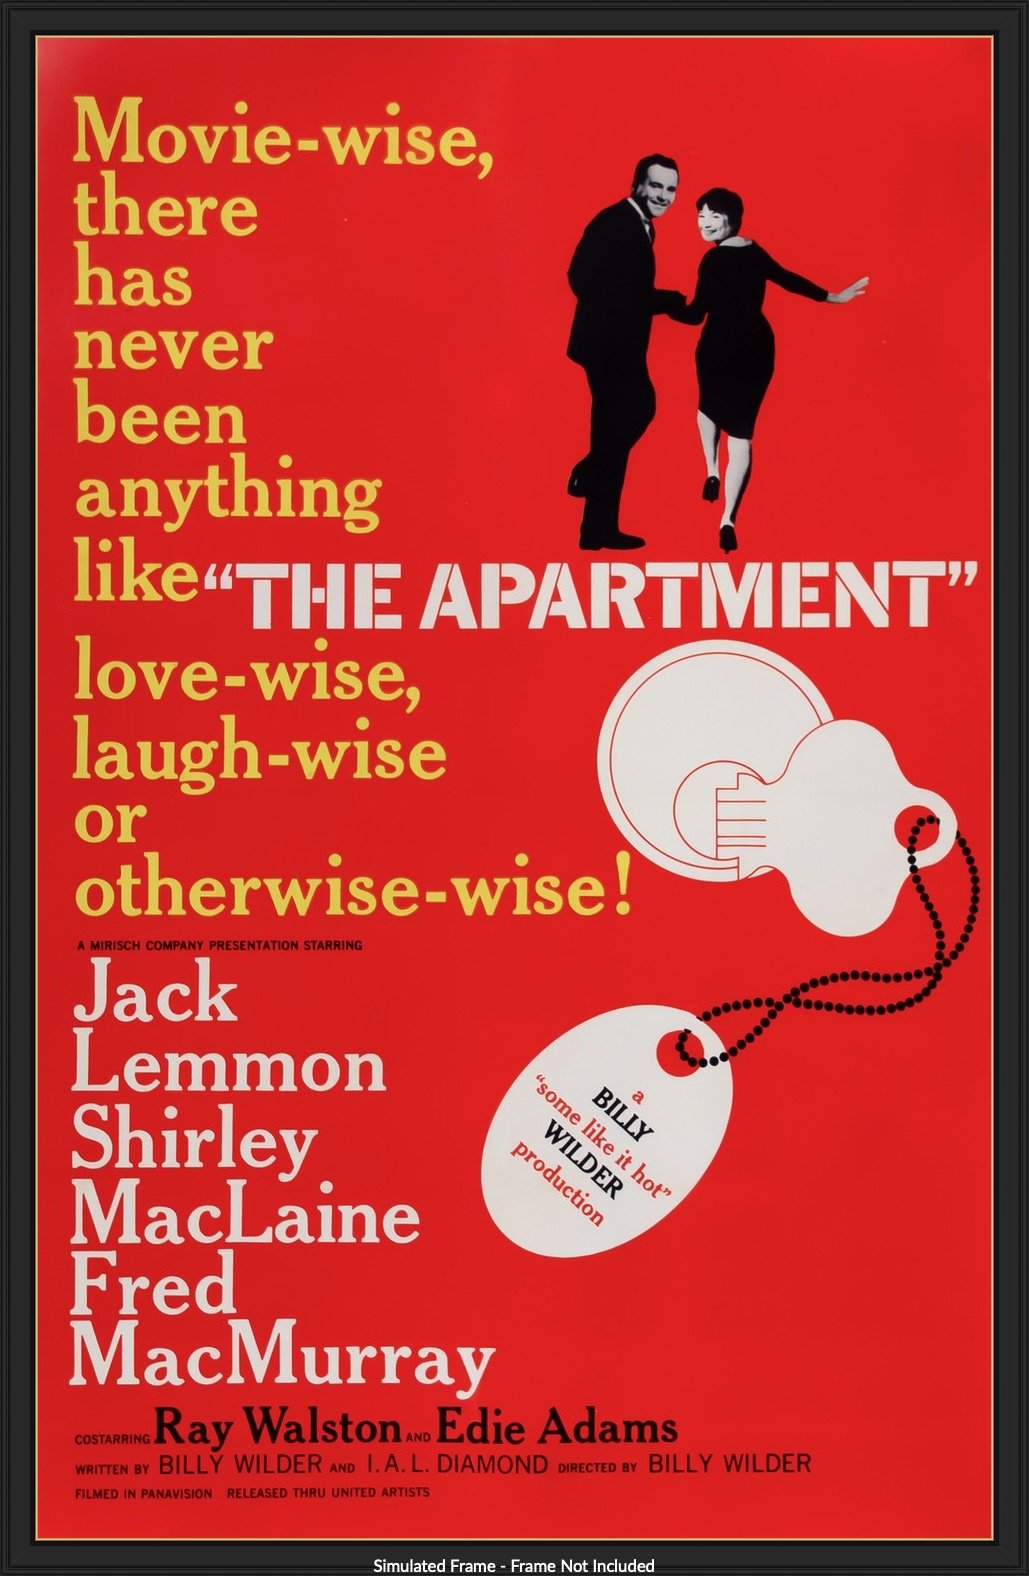 Movie-wise,
there
has
never
been
anything
like “THE APARTMENT”
love-wise,
laugh-wise
or
otherwise-wise!
A MIRISCH COMPANY PRESENTATION STARRING
Jack
Lemmon
Shirley
MacLaine
Fred
MacMurray
a
BILLY
“some like it hot”
WILDER
production
COSTARRING Ray Walston AND Edie Adams
WRITTEN BY BILLY WILDER AND I. A. L. DIAMOND DIRECTED BY BILLY WILDER
FILMED IN PANAVISION RELEASED THRU UNITED ARTISTS
Simulated Frame - Frame Not Included